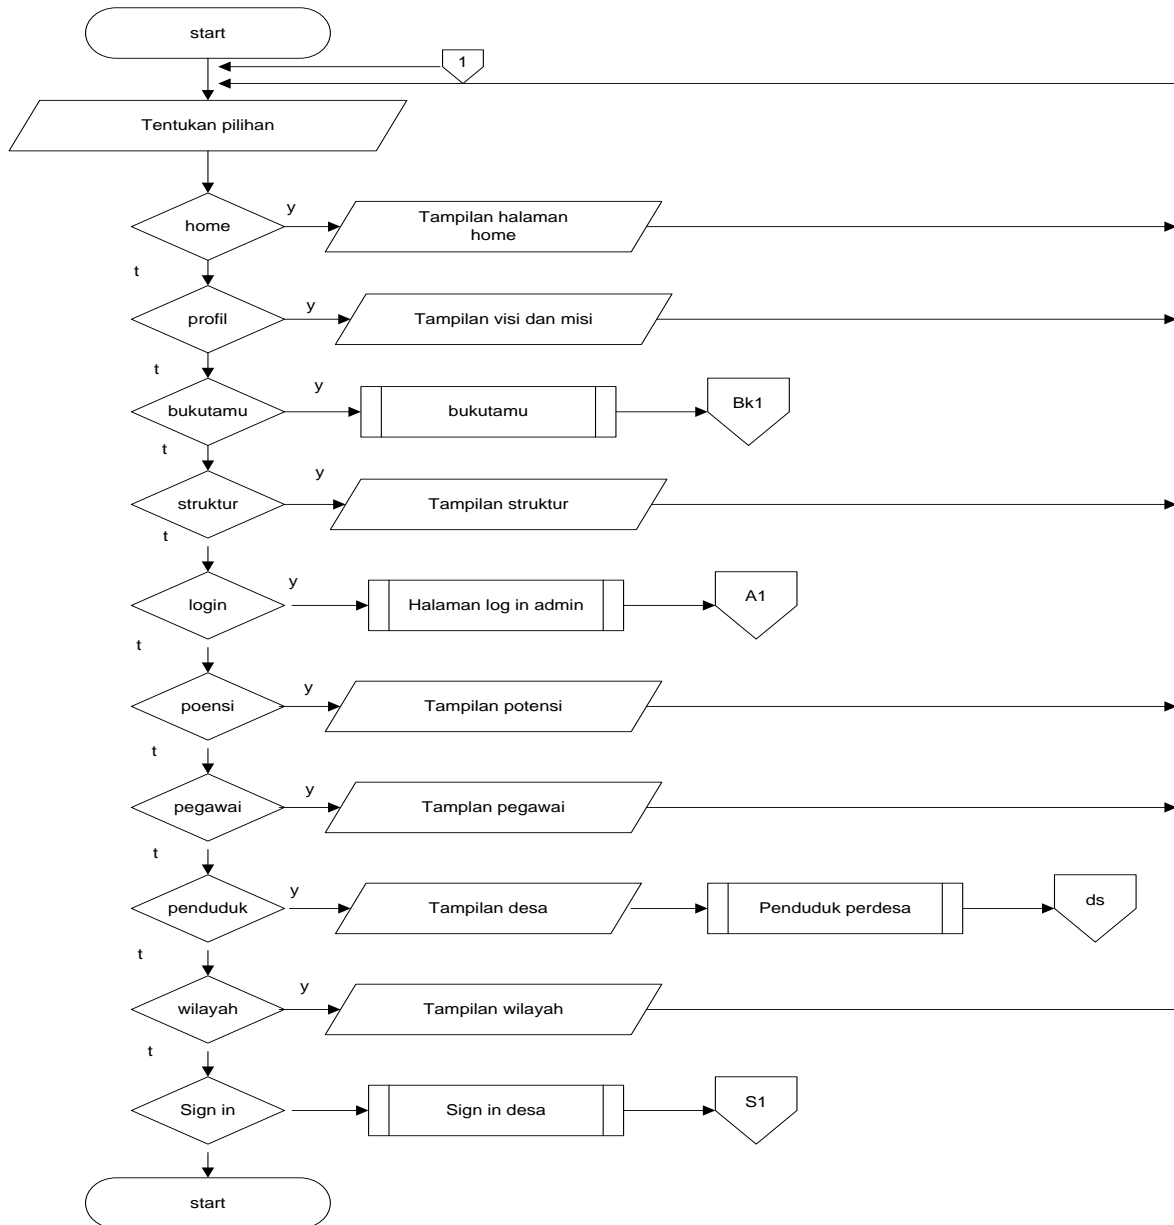 start
1
Tentukan pilihan
home
y
Tampilan halaman
home
t
profil
y
Tampilan visi dan misi
t
bukutamu
y
bukutamu
Bk1
t
struktur
y
Tampilan struktur
t
login
y
Halaman log in admin
A1
t
poensi
y
Tampilan potensi
t
pegawai
y
Tamplan pegawai
t
penduduk
y
Tampilan desa
Penduduk perdesa
ds
t
wilayah
y
Tampilan wilayah
t
Sign in
Sign in desa
S1
start